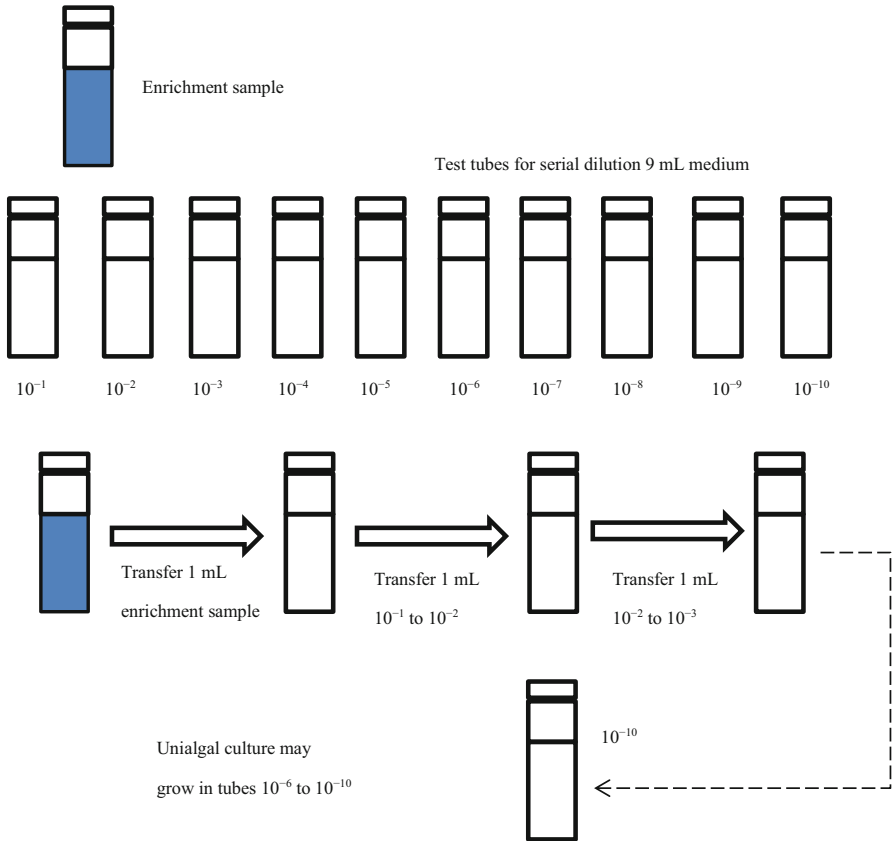 Enrichment sample
Test tubes for serial dilution 9 mL medium
10⁻¹ 10⁻² 10⁻³ 10⁻⁴ 10⁻⁵ 10⁻⁶ 10⁻⁷ 10⁻⁸ 10⁻⁹ 10⁻¹⁰
Transfer 1 mL
enrichment sample
Transfer 1 mL
10⁻¹ to 10⁻²
Transfer 1 mL
10⁻² to 10⁻³
10⁻¹⁰
Unialgal culture may
grow in tubes 10⁻⁶ to 10⁻¹⁰